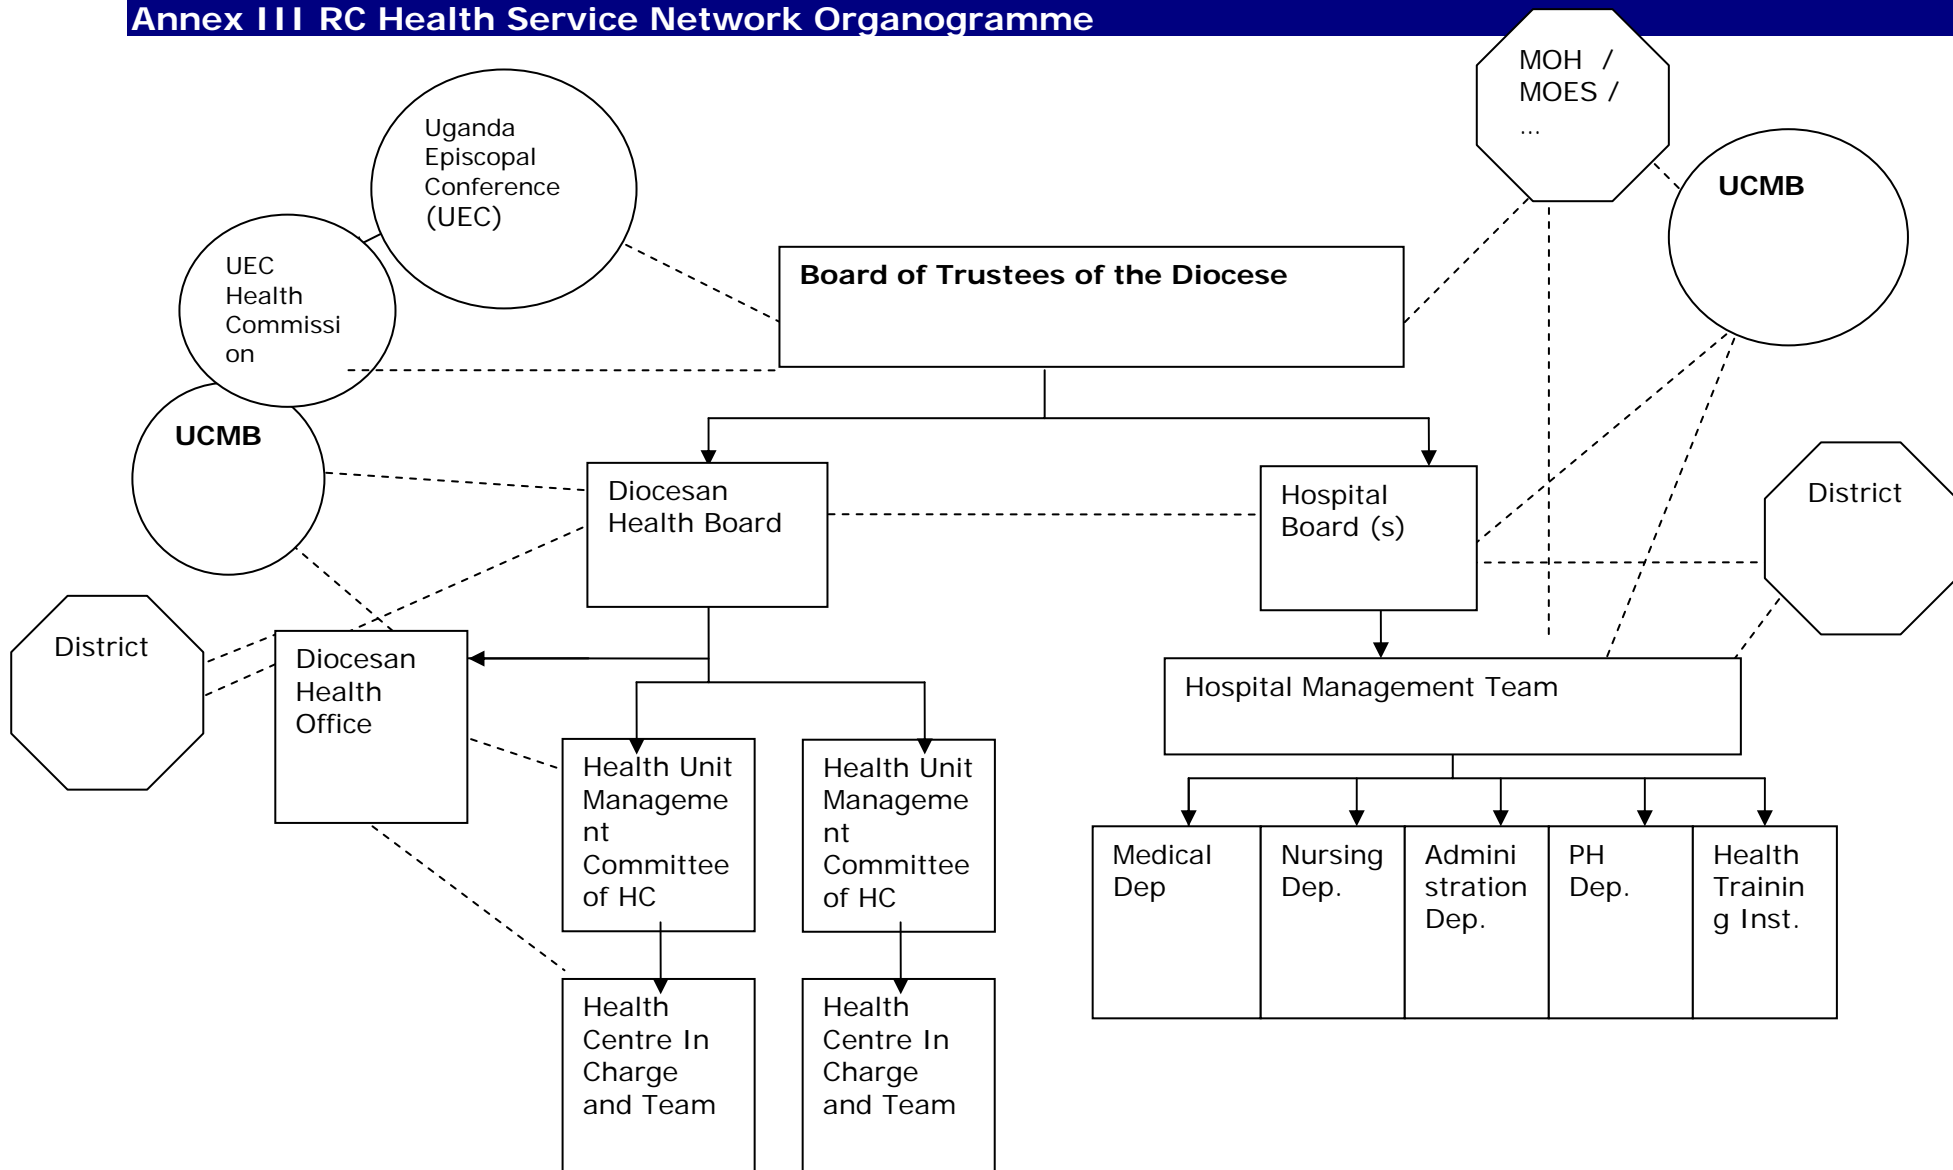 Annex III RC Health Service Network Organogramme
MOH /
MOES /
...
Uganda
Episcopal
Conference
(UEC)
UCMB
UEC
Health
Commissi
on
Board of Trustees of the Diocese
UCMB
Diocesan
Health Board
Hospital
Board (s)
District
District
Diocesan
Health
Office
Hospital Management Team
Health Unit
Manageme
nt
Committee
of HC
Health Unit
Manageme
nt
Committee
of HC
Medical
Dep
Nursing
Dep.
Admini
stration
Dep.
PH
Dep.
Health
Trainin
g Inst.
Health
Centre In
Charge
and Team
Health
Centre In
Charge
and Team